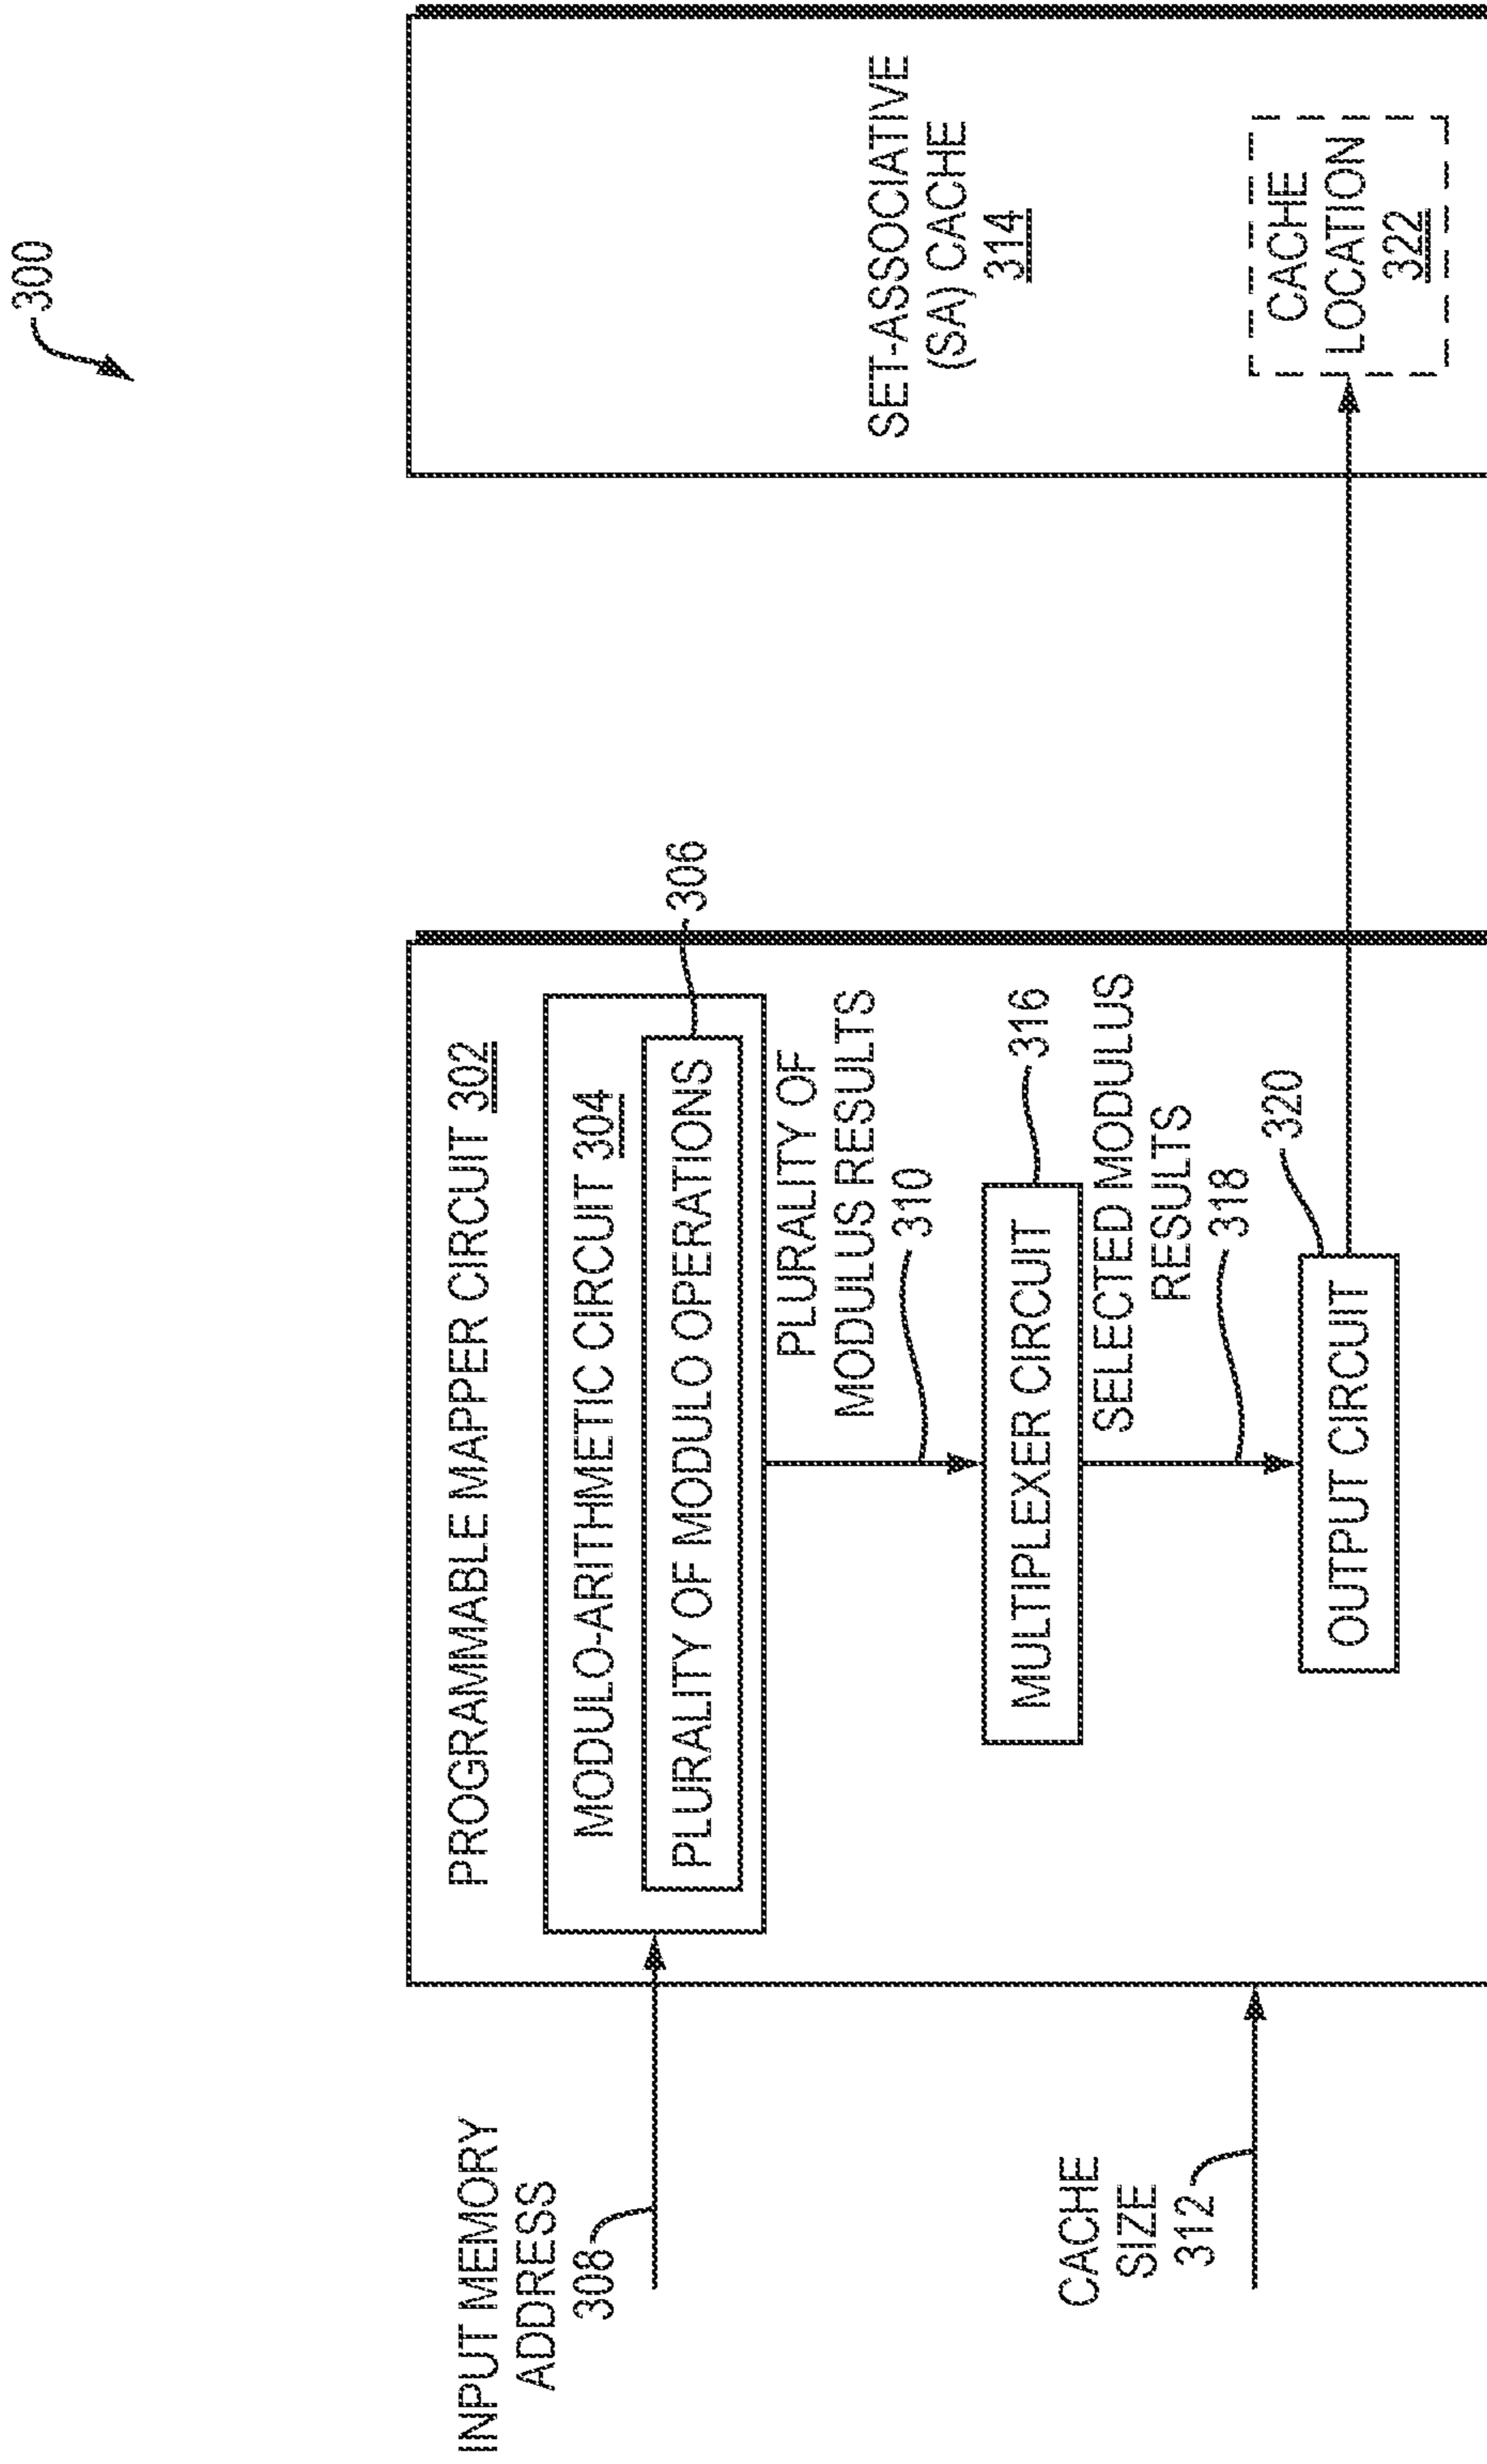 300
PROGRAMMABLE MAPPER CIRCUIT 302
MODULO-ARITHMETIC CIRCUIT 304
PLURALITY OF MODULO OPERATIONS
306
INPUT MEMORY
ADDRESS
308
PLURALITY OF
MODULUS RESULTS
310
MULTIPLEXER CIRCUIT
316
SELECTED MODULUS
RESULTS
318
CACHE
SIZE
312
OUTPUT CIRCUIT
320
SET-ASSOCIATIVE
(SA) CACHE
314
CACHE
LOCATION
322